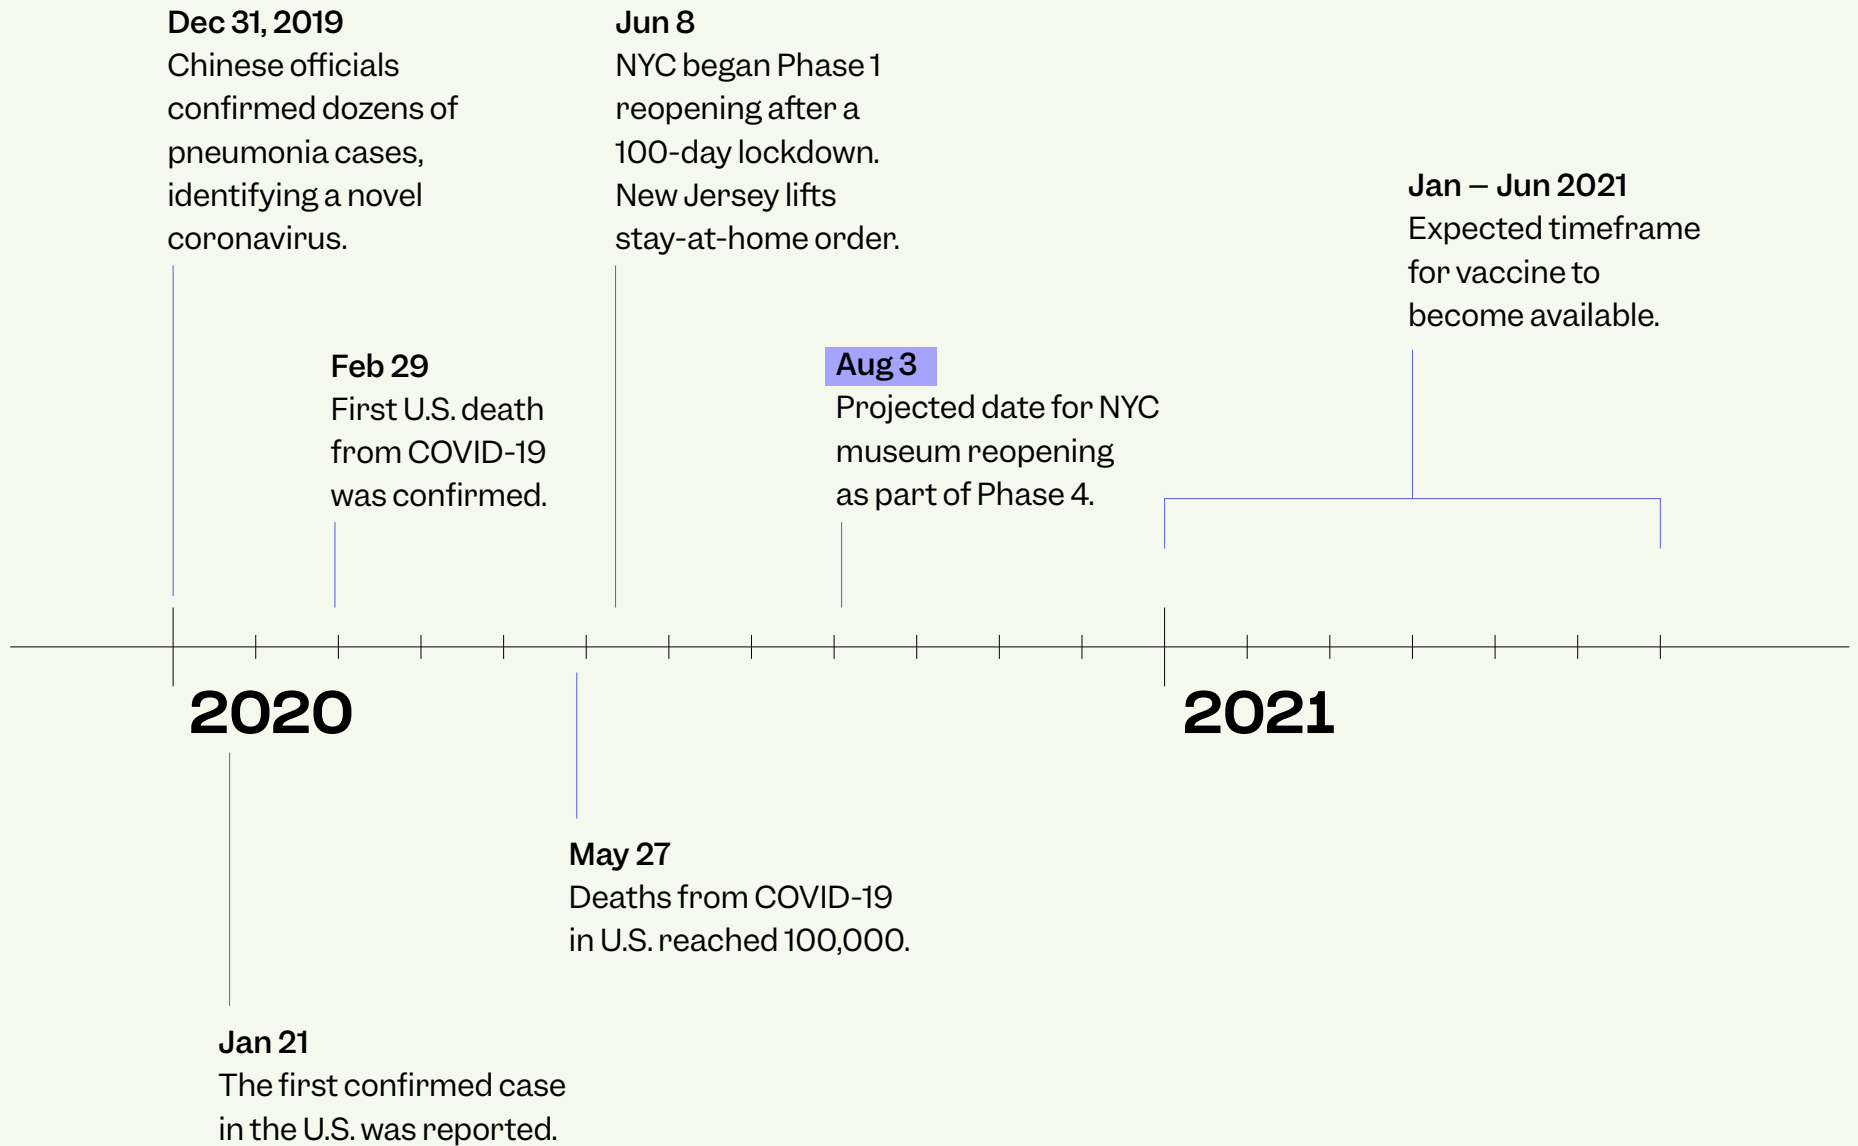 Dec 31, 2019
Chinese officials
confirmed dozens of
pneumonia cases,
identifying a novel
coronavirus.
Jun 8
NYC began Phase 1
reopening after a
100-day lockdown.
New Jersey lifts
stay-at-home order.
Jan – Jun 2021
Expected timeframe
for vaccine to
become available.
Feb 29
First U.S. death
from COVID-19
was confirmed.
Aug 3
Projected date for NYC
museum reopening
as part of Phase 4.
2020
2021
May 27
Deaths from COVID-19
in U.S. reached 100,000.
Jan 21
The first confirmed case
in the U.S. was reported.